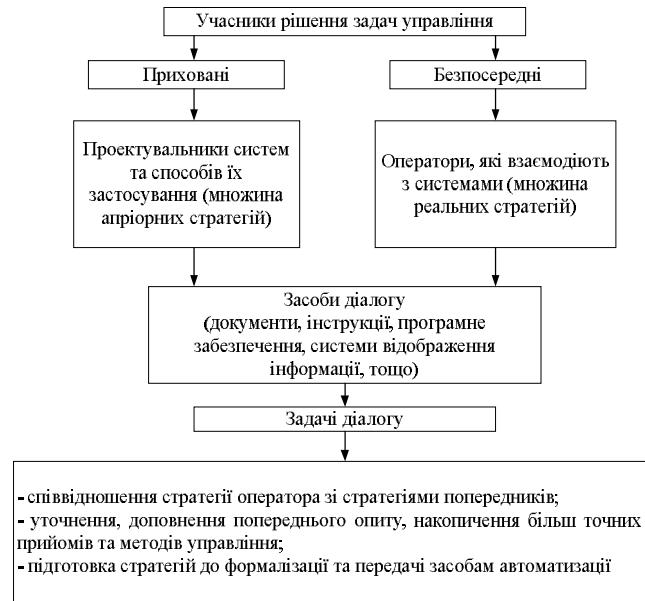 Учасники рішення задач управління
Приховані
Безпосередні
Проектувальники систем
та способів їх
застосування (множина
апріорних стратегій)
Оператори, які взаємодіють
з системами (множина
реальних стратегій)
Засоби діалогу
(документи, інструкції, програмне
забезпечення, системи відображення
інформації, тощо)
Задачі діалогу
- співвідношення стратегії оператора зі стратегіями попередників;
- уточнення, доповнення попереднього опиту, накопичення більш точних
прийомів та методів управління;
- підготовка стратегій до формалізації та передачі засобам автоматизації